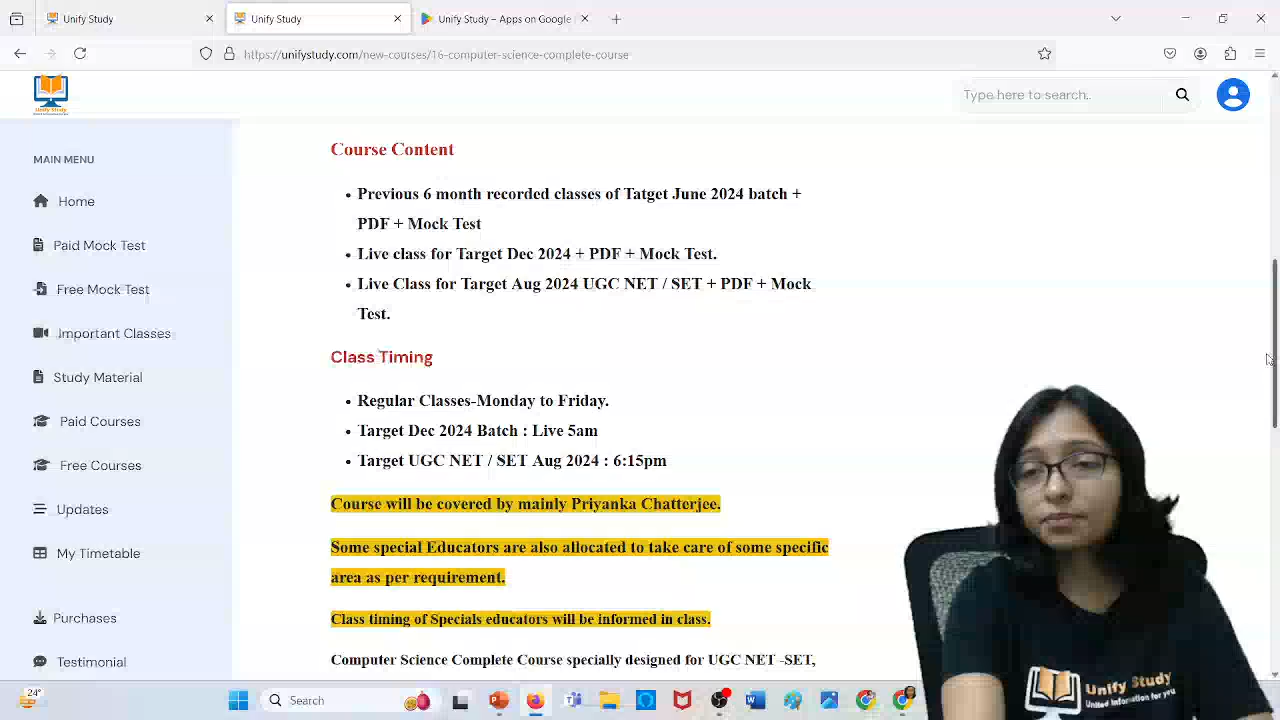 Unify Study
Unify Study
Unify Study – Apps on Google
https://unifystudy.com/new-courses/16-computer-science-complete-course
Unify Study
Type here to search..
MAIN MENU
Home
Paid Mock Test
Free Mock Test
Important Classes
Study Material
Paid Courses
Free Courses
Updates
My Timetable
Purchases
Testimonial
Course Content
Previous 6 month recorded classes of Tatget June 2024 batch +
PDF + Mock Test
Live class for Target Dec 2024 + PDF + Mock Test.
Live Class for Target Aug 2024 UGC NET / SET + PDF + Mock
Test.
Class Timing
Regular Classes-Monday to Friday.
Target Dec 2024 Batch : Live 5am
Target UGC NET / SET Aug 2024 : 6:15pm
Course will be covered by mainly Priyanka Chatterjee.
Some special Educators are also allocated to take care of some specific
area as per requirement.
Class timing of Specials educators will be informed in class.
Computer Science Complete Course specially designed for UGC NET -SET,
Unify Study
United Information for you
24°
Search